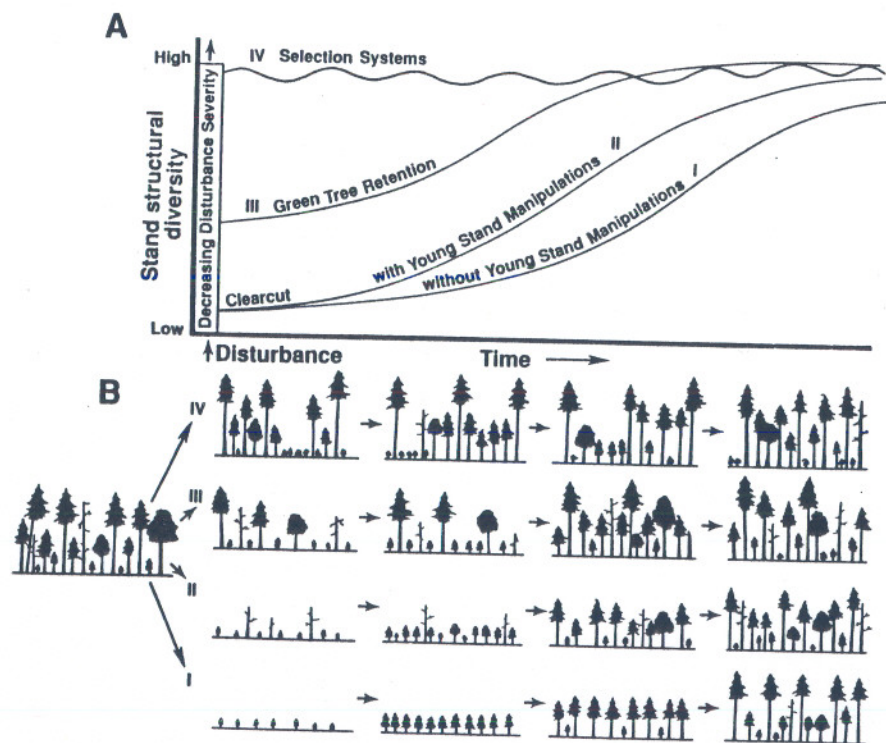 A
High
IV Selection Systems
Decreasing Disturbance Severity
Stand structural
diversity
II
III Green Tree Retention
I
with Young Stand Manipulations
without Young Stand Manipulations
Clearcut
Low
Disturbance
Time
B
IV
III
II
I